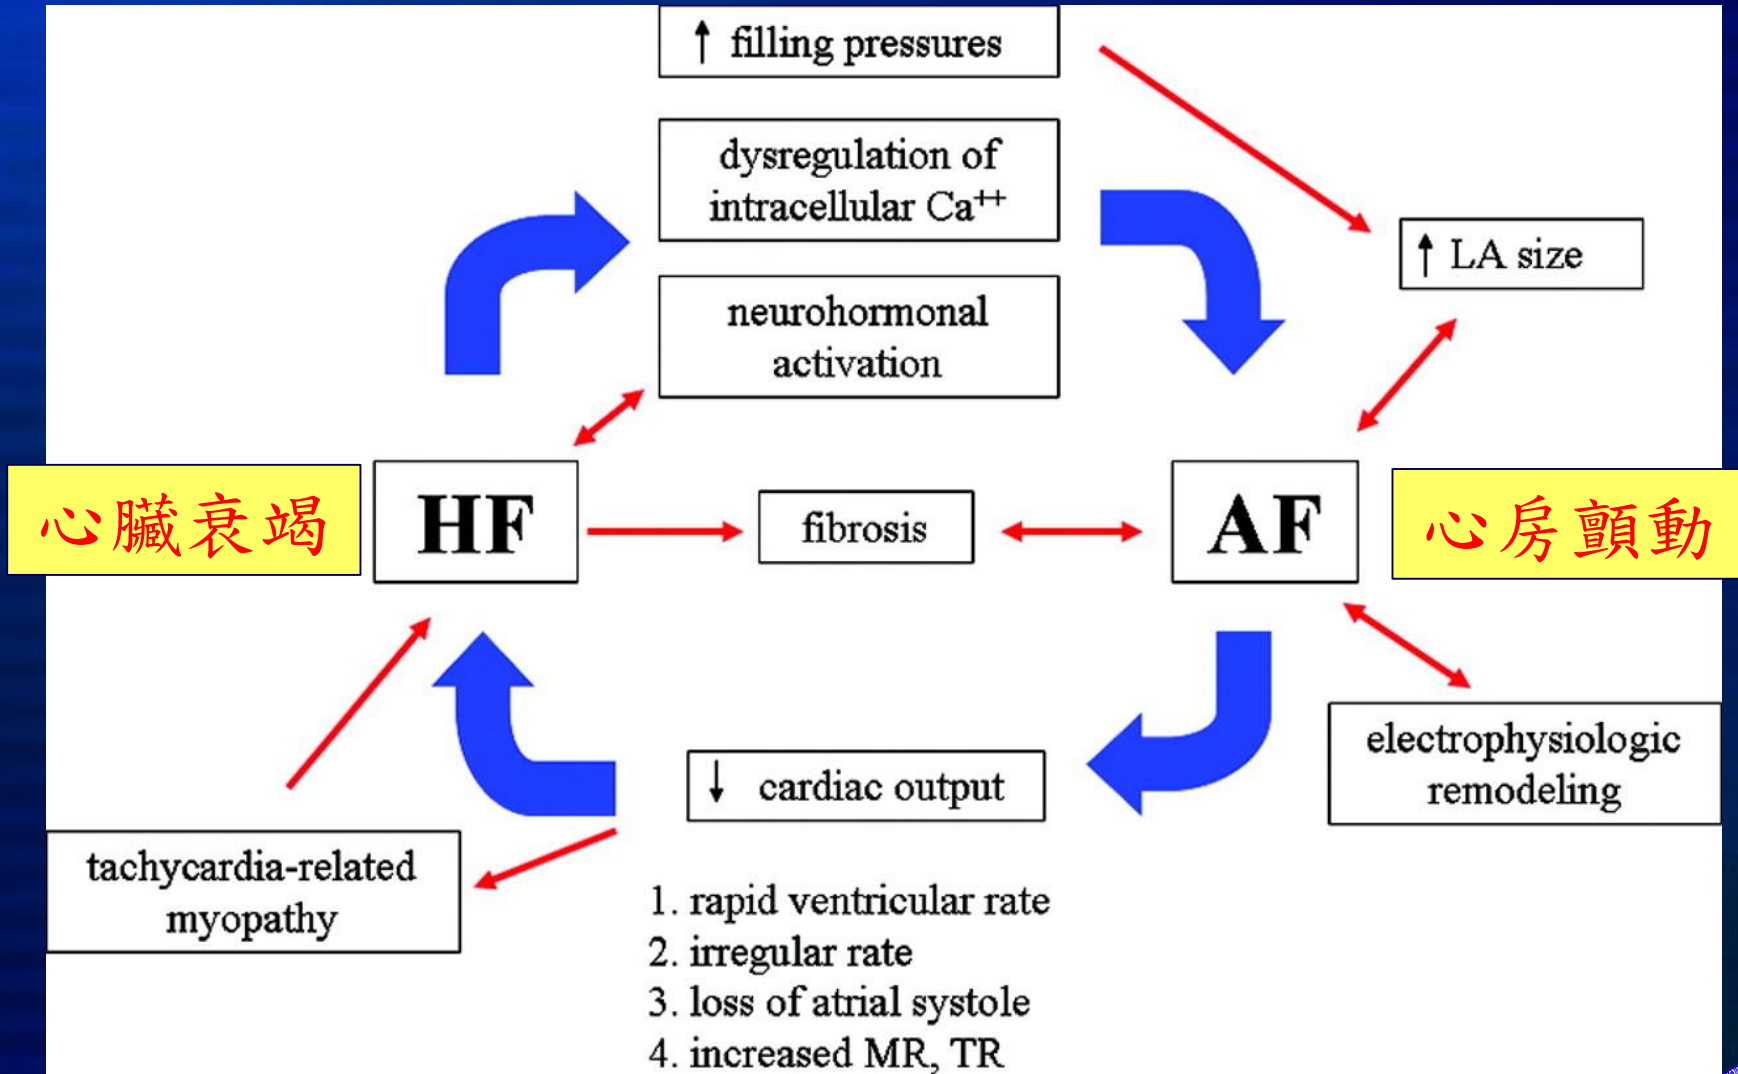 ↑ filling pressures
dysregulation of
intracellular Ca⁺⁺
↑ LA size
neurohormonal
activation
心臟衰竭
HF
fibrosis
AF
心房顫動
electrophysiologic
remodeling
↓ cardiac output
tachycardia-related
myopathy
1. rapid ventricular rate
2. irregular rate
3. loss of atrial systole
4. increased MR, TR